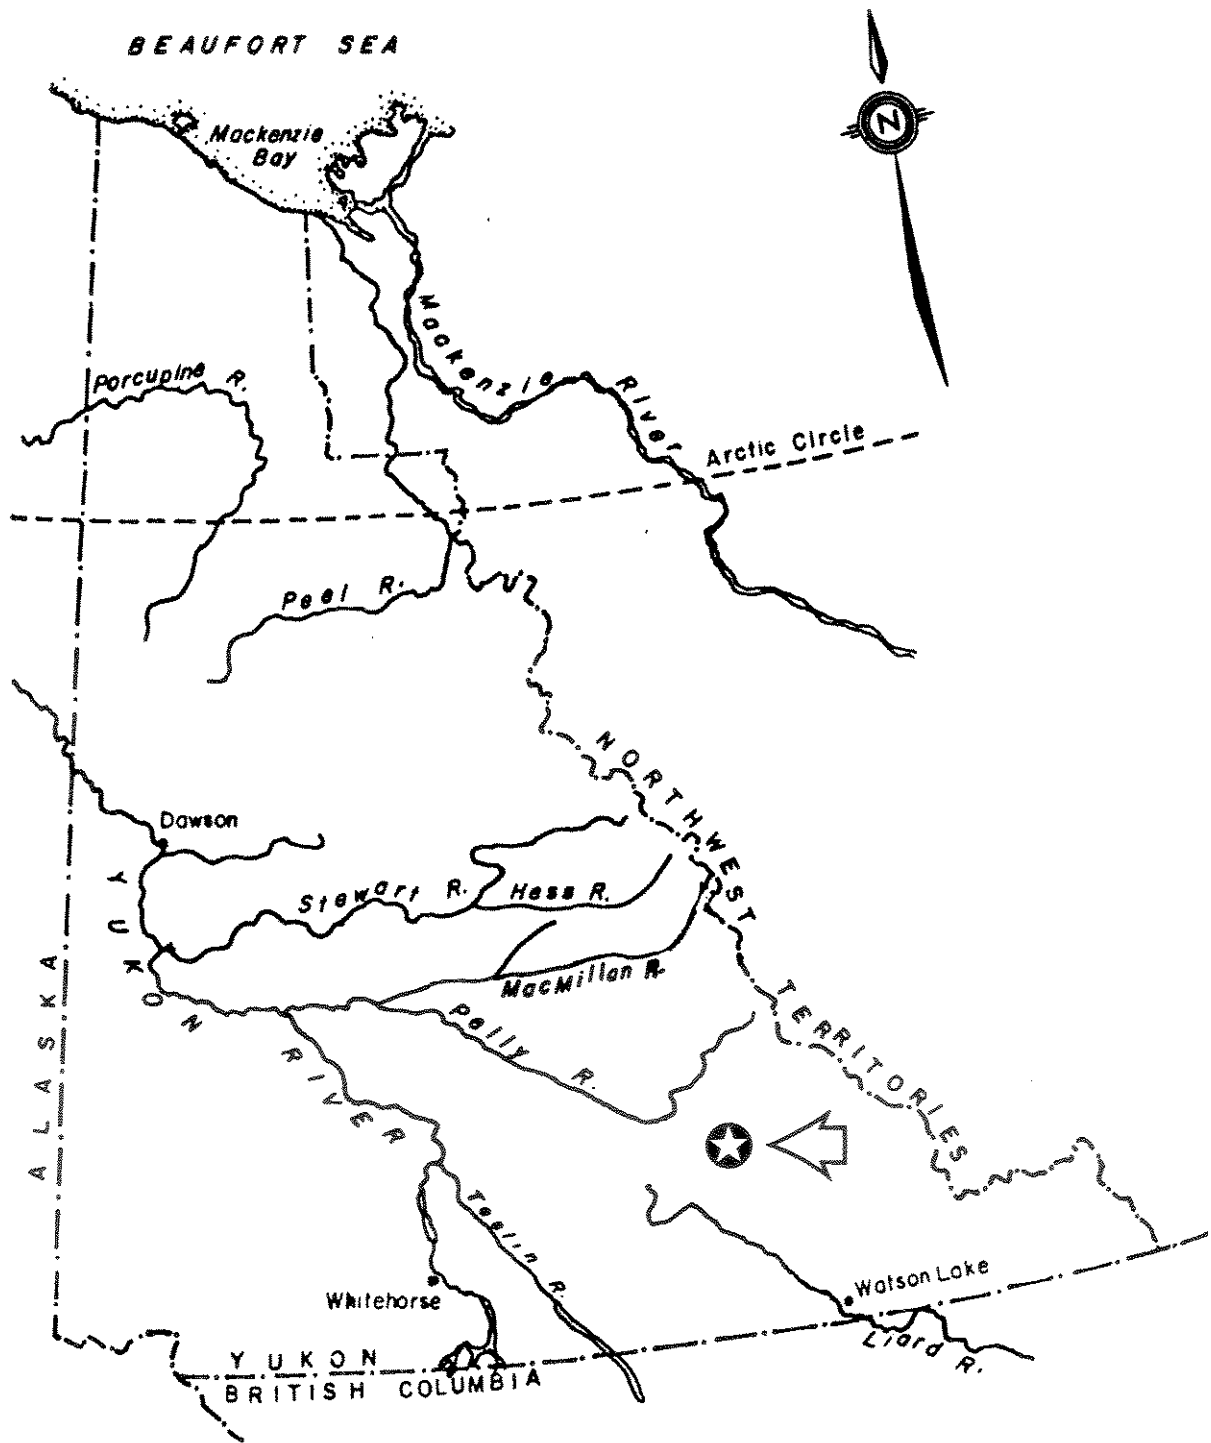 BEAUFORT SEA
Mackenzie
Bay
N
Mackenzie River
Porcupine R.
Arctic Circle
Peel R.
NORTHWEST TERRITORIES
Dawson
Stewart R.
Hess R.
MacMillan R.
Pelly R.
YUKON RIVER
ALASKA
Teslin R.
Whitehorse
Watson Lake
Liard R.
YUKON
BRITISH COLUMBIA